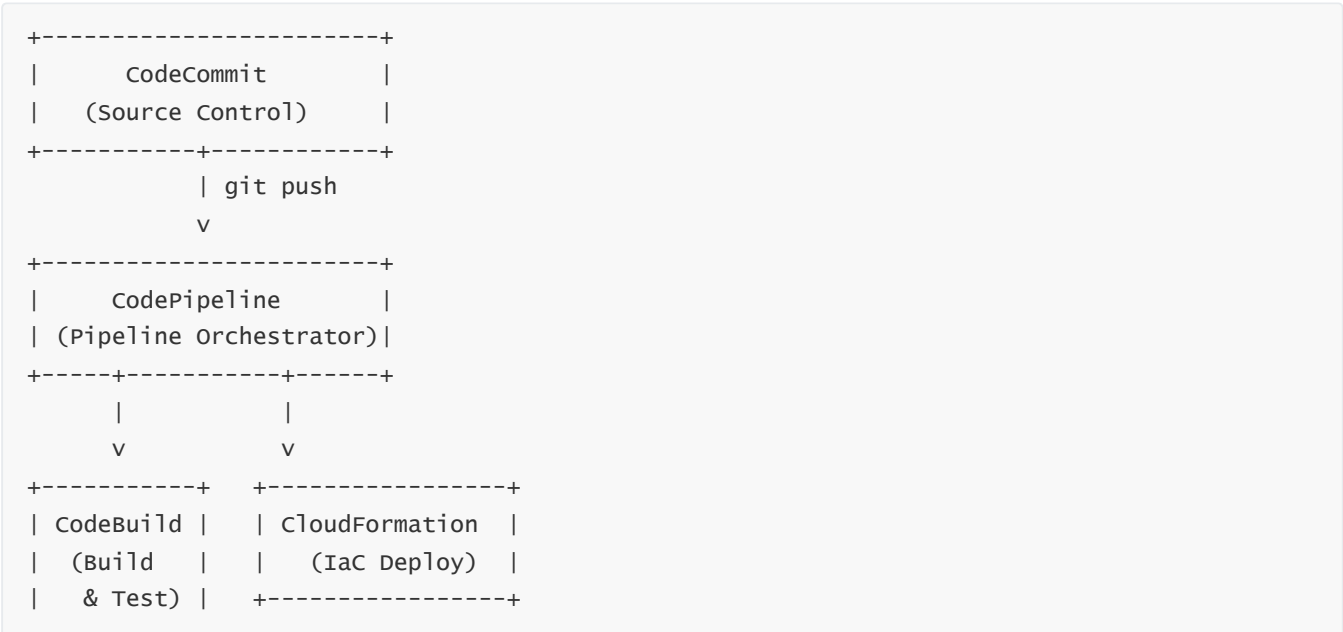 +------------------------+
|      CodeCommit        |
|   (Source Control)     |
+-----------+------------+
            | git push
            v
+------------------------+
|     CodePipeline       |
| (Pipeline Orchestrator)|
+-----+-----------+------+
      |           |
      v           v
+-----------+   +-----------------+
| CodeBuild |   | CloudFormation  |
|  (Build   |   |   (IaC Deploy)  |
|   & Test) |   +-----------------+